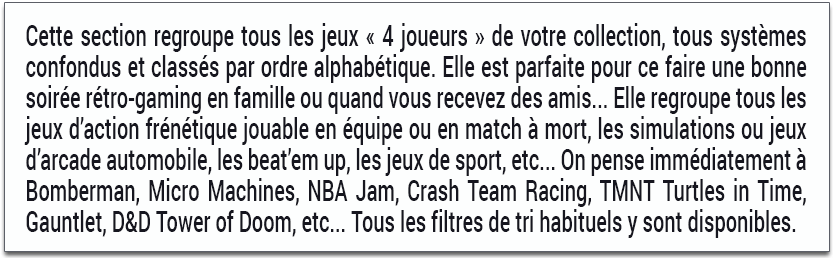 Cette section regroupe tous les jeux « 4 joueurs » de votre collection, tous systèmes
confondus et classés par ordre alphabétique. Elle est parfaite pour ce faire une bonne
soirée rétro-gaming en famille ou quand vous recevez des amis... Elle regroupe tous les
jeux d’action frénétique jouable en équipe ou en match à mort, les simulations ou jeux
d’arcade automobile, les beat’em up, les jeux de sport, etc... On pense immédiatement à
Bomberman, Micro Machines, NBA Jam, Crash Team Racing, TMNT Turtles in Time,
Gauntlet, D&D Tower of Doom, etc... Tous les filtres de tri habituels y sont disponibles.